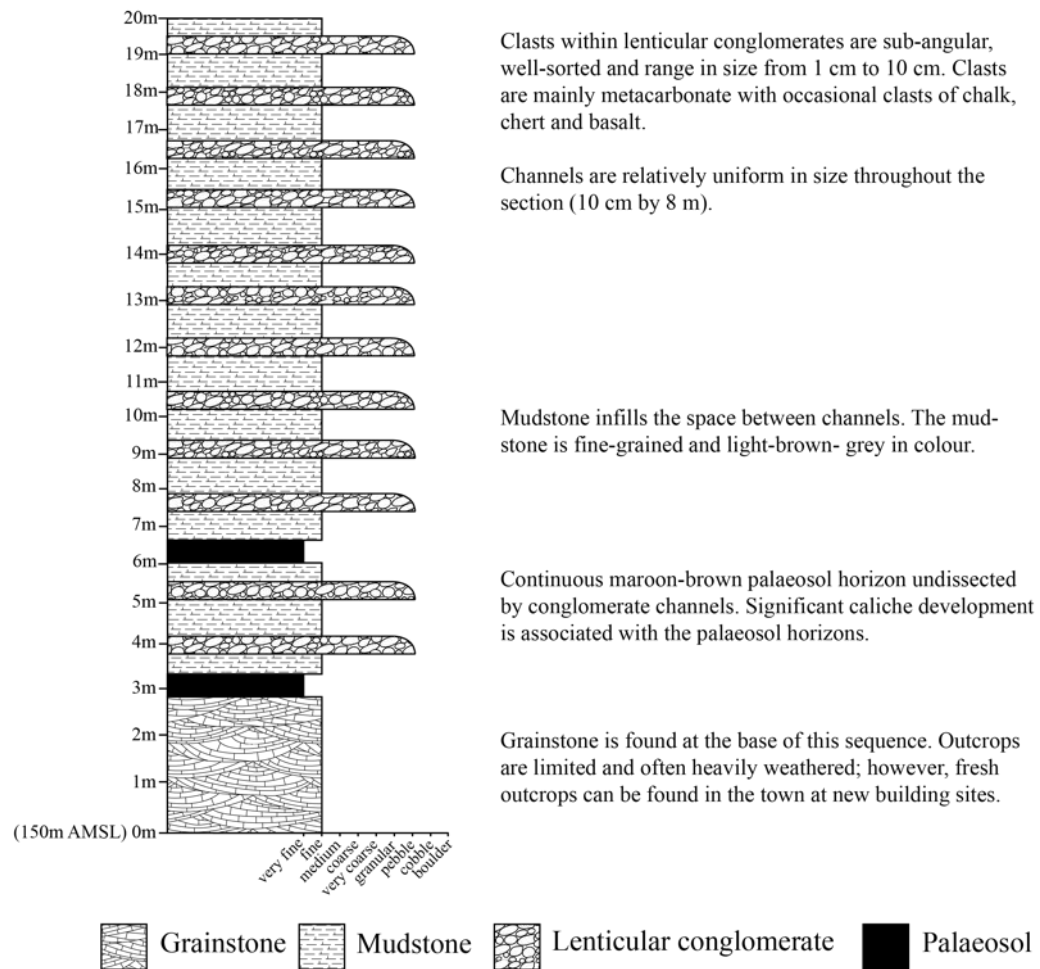 20m
19m
18m
17m
16m
15m
14m
13m
12m
11m
10m
9m
8m
7m
6m
5m
4m
3m
2m
1m
(150m AMSL) 0m
very fine
fine
medium
coarse
very coarse
granular
pebble
cobble
boulder
Clasts within lenticular conglomerates are sub-angular,
well-sorted and range in size from 1 cm to 10 cm. Clasts
are mainly metacarbonate with occasional clasts of chalk,
chert and basalt.
Channels are relatively uniform in size throughout the
section (10 cm by 8 m).
Mudstone infills the space between channels. The mud-
stone is fine-grained and light-brown- grey in colour.
Continuous maroon-brown palaeosol horizon undissected
by conglomerate channels. Significant caliche development
is associated with the palaeosol horizons.
Grainstone is found at the base of this sequence. Outcrops
are limited and often heavily weathered; however, fresh
outcrops can be found in the town at new building sites.
Grainstone
Mudstone
Lenticular conglomerate
Palaeosol